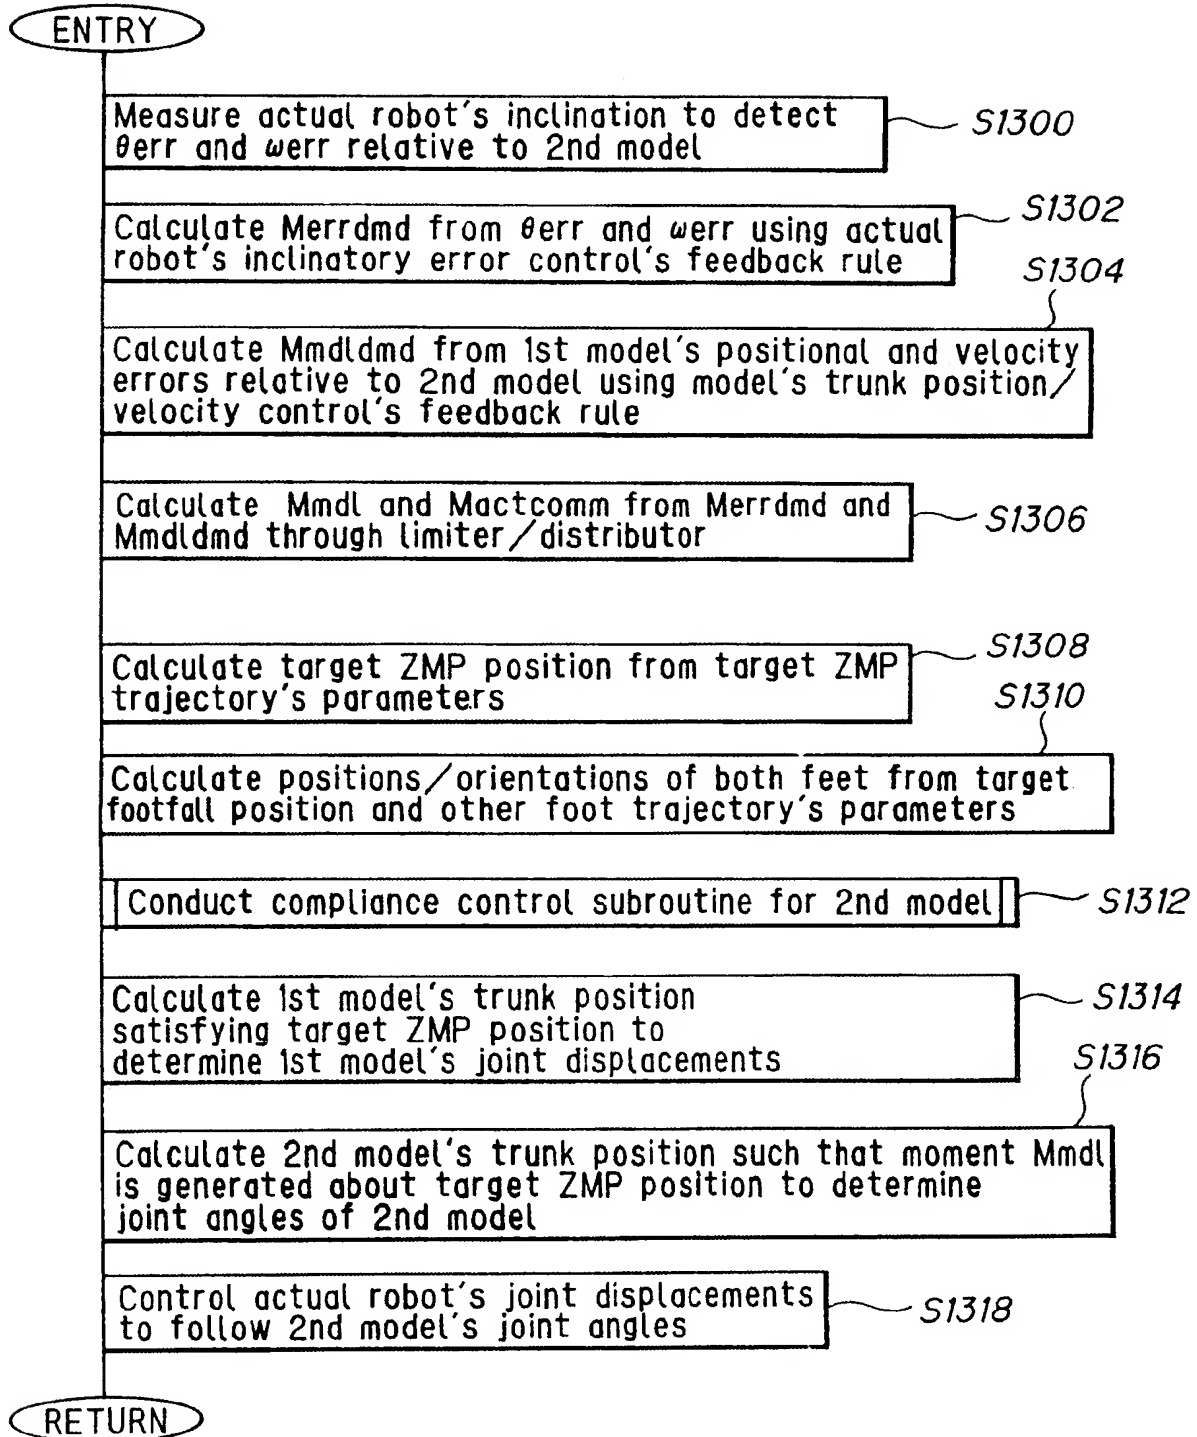 ENTRY
Measure actual robot's inclination to detect
θerr and ωerr relative to 2nd model
S1300
Calculate Merrdmd from θerr and ωerr using actual
robot's inclinatory error control's feedback rule
S1302
S1304
Calculate Mmdldmd from 1st model's positional and velocity
errors relative to 2nd model using model's trunk position/
velocity control's feedback rule
Calculate Mmdl and Mactcomm from Merrdmd and
Mmdldmd through limiter/distributor
S1306
Calculate target ZMP position from target ZMP
trajectory's parameters
S1308
S1310
Calculate positions/orientations of both feet from target
footfall position and other foot trajectory's parameters
Conduct compliance control subroutine for 2nd model
S1312
Calculate 1st model's trunk position
satisfying target ZMP position to
determine 1st model's joint displacements
S1314
S1316
Calculate 2nd model's trunk position such that moment Mmdl
is generated about target ZMP position to determine
joint angles of 2nd model
Control actual robot's joint displacements
to follow 2nd model's joint angles
S1318
RETURN